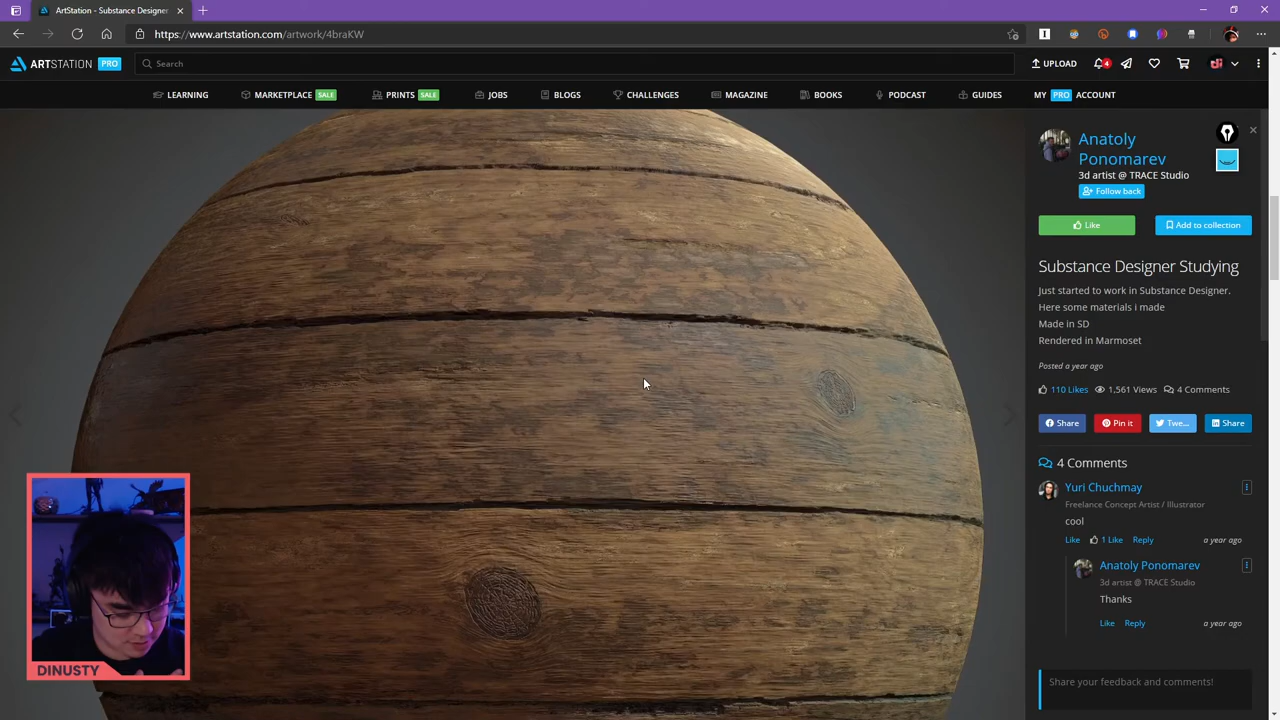 ArtStation - Substance Designer
https://www.artstation.com/artwork/4braKW
ARTSTATION PRO
Search
UPLOAD
4
LEARNING
MARKETPLACE SALE
PRINTS SALE
JOBS
BLOGS
CHALLENGES
MAGAZINE
BOOKS
PODCAST
GUIDES
MY PRO ACCOUNT
Anatoly
Ponomarev
3d artist @ TRACE Studio
Follow back
Like
Add to collection
Substance Designer Studying
Just started to work in Substance Designer.
Here some materials i made
Made in SD
Rendered in Marmoset
Posted a year ago
110 Likes 1,561 Views 4 Comments
Share Pin it Twe... Share
4 Comments
Yuri Chuchmay
Freelance Concept Artist / Illustrator
cool
Like 1 Like Reply a year ago
Anatoly Ponomarev
3d artist @ TRACE Studio
Thanks
Like Reply a year ago
Share your feedback and comments!
DINUSTY